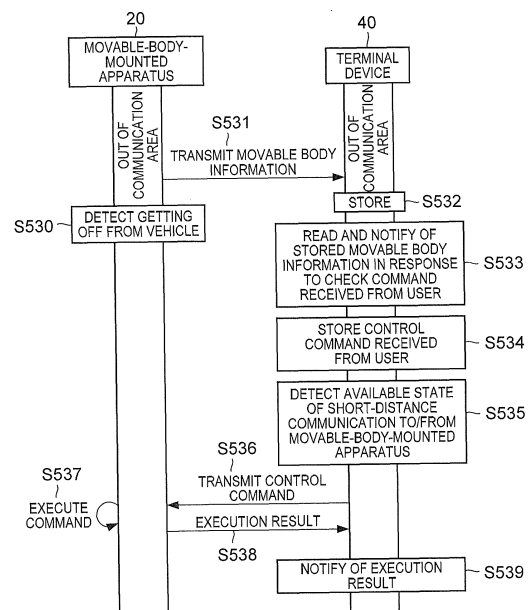 20
40
MOVABLE-BODY-
MOUNTED
APPARATUS
TERMINAL
DEVICE
OUT OF
COMMUNICATION
AREA
OUT OF
COMMUNICATION
AREA
S531
TRANSMIT MOVABLE BODY
INFORMATION
STORE
S532
S530
DETECT GETTING
OFF FROM VEHICLE
READ AND NOTIFY OF
STORED MOVABLE BODY
INFORMATION IN RESPONSE
TO CHECK COMMAND
RECEIVED FROM USER
S533
STORE CONTROL
COMMAND RECEIVED
FROM USER
S534
DETECT AVAILABLE STATE
OF SHORT-DISTANCE
COMMUNICATION TO/FROM
MOVABLE-BODY-MOUNTED
APPARATUS
S535
S536
TRANSMIT CONTROL
COMMAND
S537
EXECUTE
COMMAND
EXECUTION RESULT
S538
NOTIFY OF EXECUTION
RESULT
S539